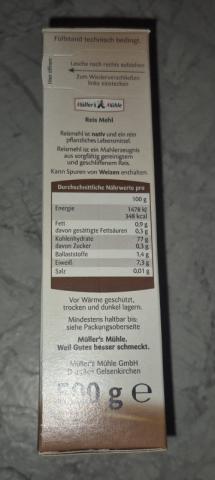 Füllstand technisch bedingt.
Hier öffnen
Lasche nach rechts aufziehen
Zum Wiederverschließen
links einstecken
Müller's Mühle
Reis Mehl
Reismehl ist nativ und ein rein
pflanzliches Lebensmittel.
Reismehl ist ein Mahlerzeugnis
aus sorgfältig gereinigtem
und geschliffenem Reis.
Kann Spuren von Weizen enthalten.
Durchschnittliche Nährwerte pro
100 g
Energie 1478 kJ
348 kcal
Fett 0,9 g
davon gesättigte Fettsäuren 0,3 g
Kohlenhydrate 77 g
davon Zucker 0,3 g
Ballaststoffe 1,4 g
Eiweiß 7,3 g
Salz 0,01 g
Vor Wärme geschützt,
trocken und dunkel lagern.
Mindestens haltbar bis:
siehe Packungsoberseite
Müller's Mühle.
Weil Gutes besser schmeckt.
Müller's Mühle GmbH
Gelsenkirchen
500 g e